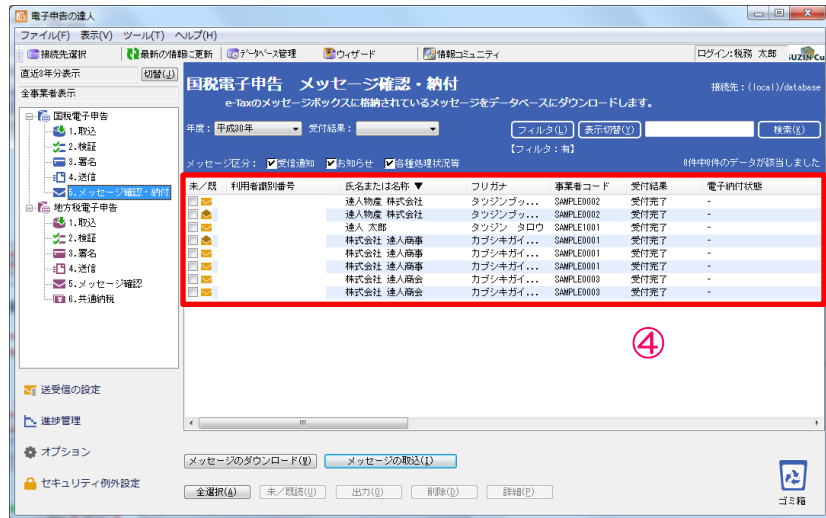 電子申告の達人
ファイル(F) 表示(V) ツール(T) ヘルプ(H)
接続先選択 最新の情報に更新 データベース管理 ウィザード 情報コミュニティ ログイン:税務 太郎
直近3年分表示 切替(J)
全事業者表示
国税電子申告
1.取込
2.検証
3.署名
4.送信
5.メッセージ確認・納付
地方税電子申告
1.取込
2.検証
3.署名
4.送信
5.メッセージ確認
6.共通納税
送受信の設定
進捗管理
オプション
セキュリティ例外設定
国税電子申告 メッセージ確認・納付
接続先:(local)/database
e-Taxのメッセージボックスに格納されているメッセージをデータベースにダウンロードします。
年度: 平成30年 受付結果: フィルタ(L) 表示切替(Y) 検索(K)
【フィルタ:有】
メッセージ区分: 受信通知 お知らせ 各種処理状況等 8件中8件のデータが該当しました
未/既 利用者識別番号 氏名または名称 ▼ フリガナ 事業者コード 受付結果 電子納付状態
達人物産 株式会社 タツジンブッ... SAMPLE0002 受付完了 -
達人物産 株式会社 タツジンブッ... SAMPLE0002 受付完了 -
達人 太郎 タツジン タロウ SAMPLE1001 受付完了 -
株式会社 達人商事 カブシキガイ... SAMPLE0001 受付完了 -
株式会社 達人商事 カブシキガイ... SAMPLE0001 受付完了 -
株式会社 達人商事 カブシキガイ... SAMPLE0001 受付完了 -
株式会社 達人商会 カブシキガイ... SAMPLE0003 受付完了 -
株式会社 達人商会 カブシキガイ... SAMPLE0003 受付完了 -
④
メッセージのダウンロード(W) メッセージの取込(I)
全選択(A) 未/既読(U) 出力(O) 削除(D) 詳細(P)
ゴミ箱